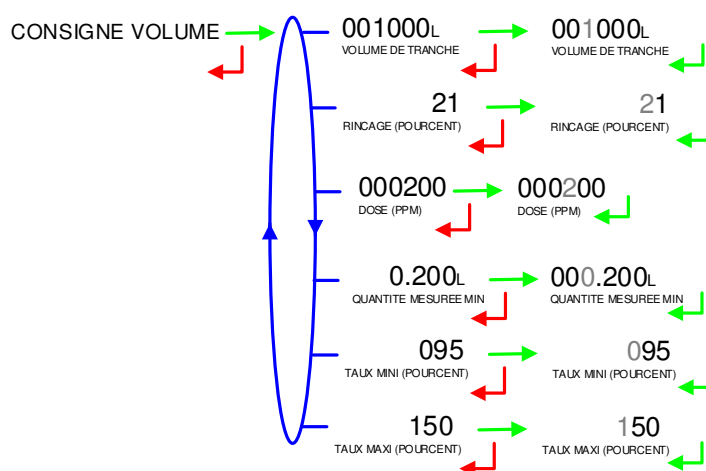 CONSIGNE VOLUME
001000L 001000L
VOLUME DE TRANCHE VOLUME DE TRANCHE
21 21
RINCAGE (POURCENT) RINCAGE (POURCENT)
000200 000200
DOSE (PPM) DOSE (PPM)
0.200L 000.200L
QUANTITE MESUREE MIN QUANTITE MESUREE MIN
095 095
TAUX MINI (POURCENT) TAUX MINI (POURCENT)
150 150
TAUX MAXI (POURCENT) TAUX MAXI (POURCENT)